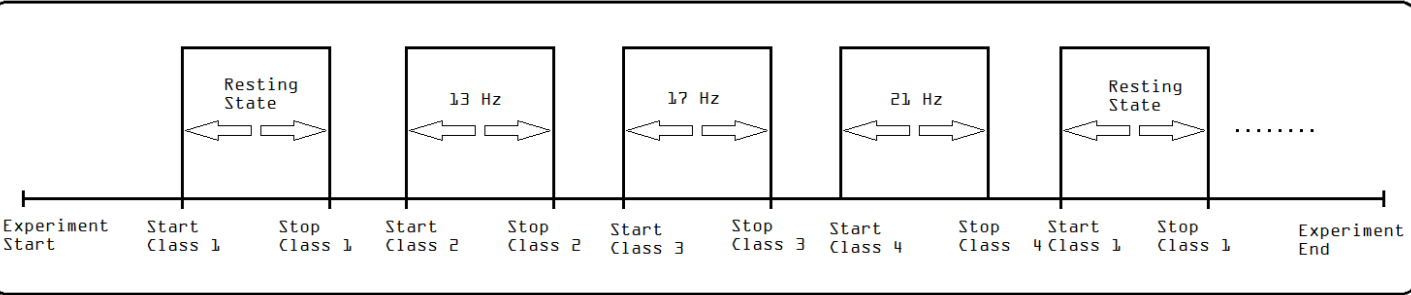 Resting
State
13 Hz
17 Hz
21 Hz
Resting
State
........
Experiment
Start
Start
Class 1
Stop
Class 1
Start
Class 2
Stop
Class 2
Start
Class 3
Stop
Class 3
Start
Class 4
Stop
Class 4
Start
Class 1
Stop
Class 1
Experiment
End